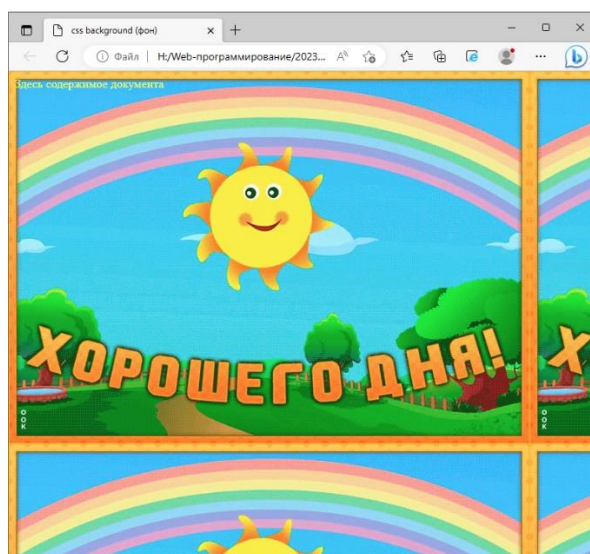 css background (фон)
Файл | H:/Web-программирование/2023...
Здесь содержимое документа
ХОРОШЕГО ДНЯ!
О
О
К